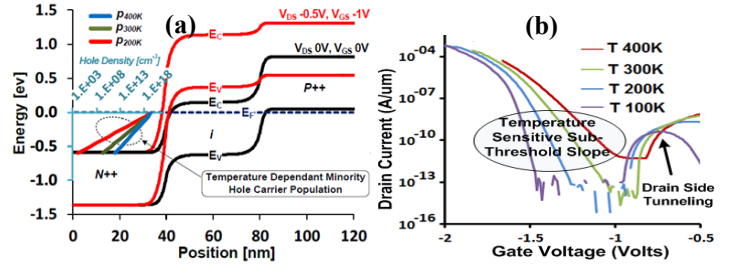 (a)
p400K
p300K
p200K
Hole Density [cm-3]
1.E+03
1.E+08
1.E+13
1.E+18
VDS -0.5V, VGS -1V
EC
VDS 0V, VGS 0V
EV
EC
P++
EF
i
EV
N++
Temperature Dependant Minority
Hole Carrier Population
Energy [ev]
1.5
1.0
0.5
0.0
-0.5
-1.0
-1.5
0
20
40
60
80
100
120
Position [nm]
(b)
T 400K
T 300K
T 200K
T 100K
Temperature
Sensitive Sub-
Threshold Slope
Drain Side
Tunneling
Drain Current (A/um)
10-04
10-07
10-10
10-13
10-16
-2
-1.5
-1
-0.5
Gate Voltage (Volts)